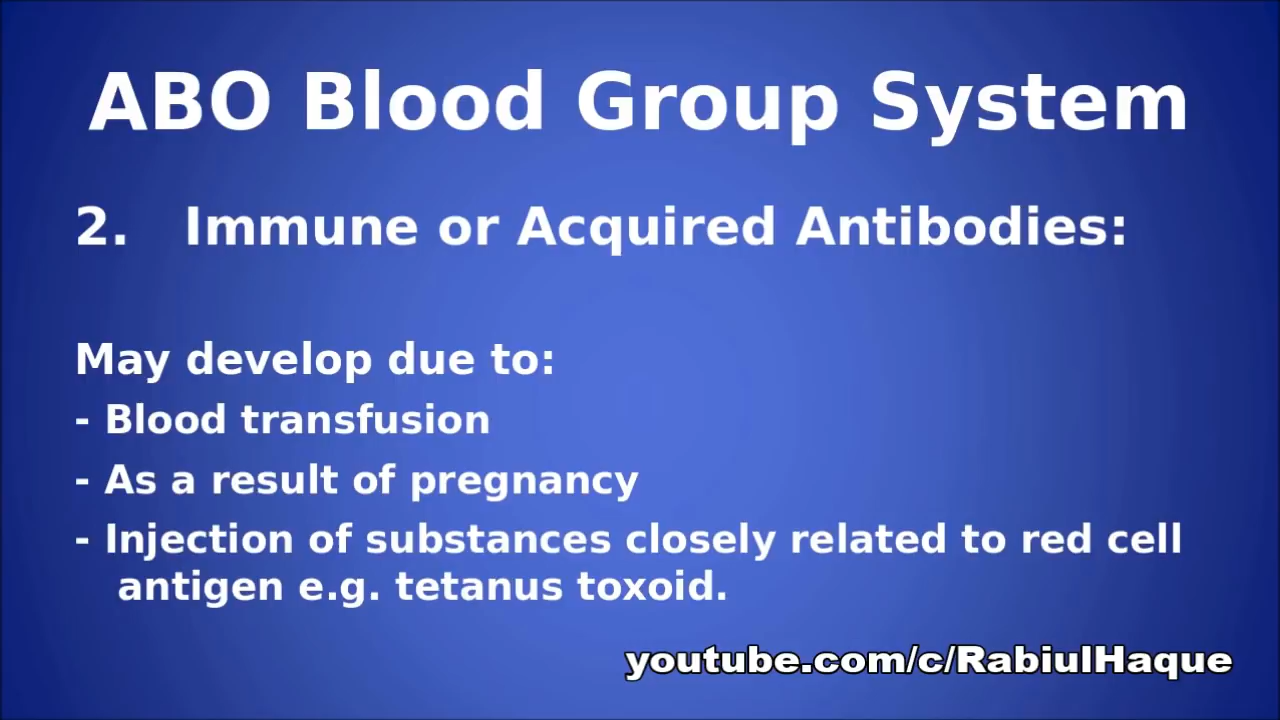 ABO Blood Group System
2. Immune or Acquired Antibodies:
May develop due to:
- Blood transfusion
- As a result of pregnancy
- Injection of substances closely related to red cell
antigen e.g. tetanus toxoid.
youtube.com/c/RabiulHaque